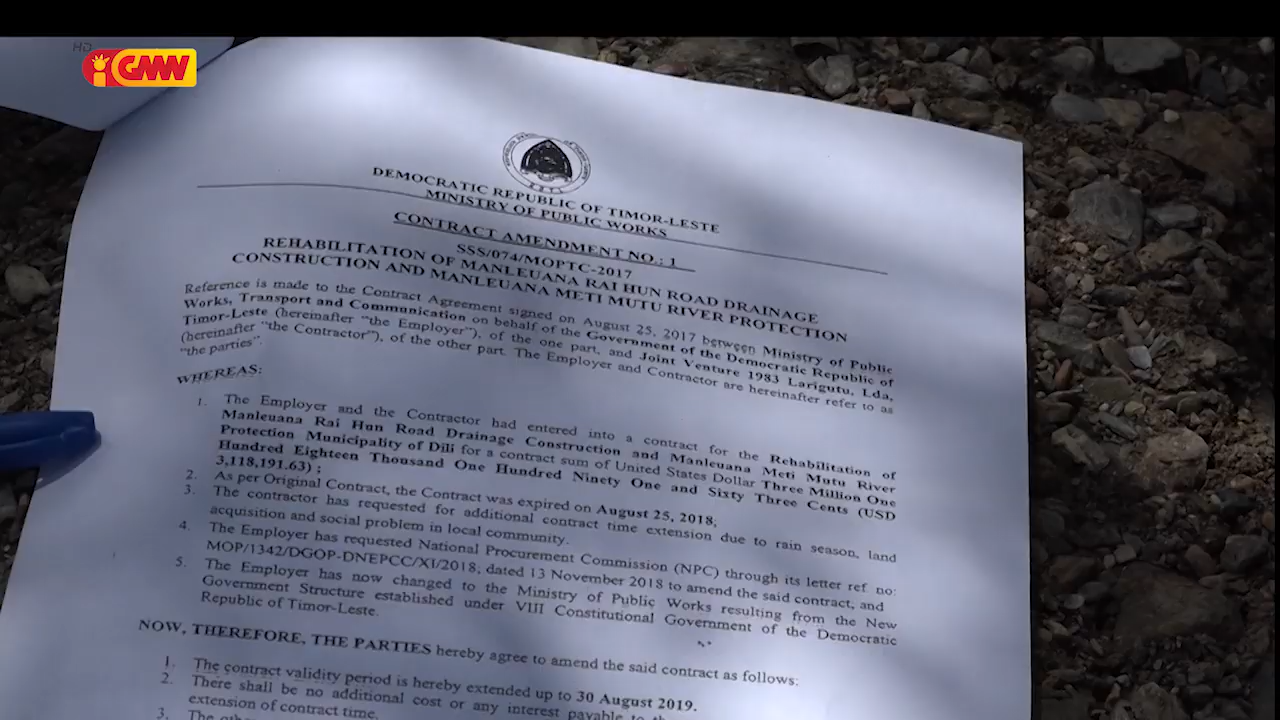 HD
GMN
DEMOCRATIC REPUBLIC OF TIMOR-LESTE
MINISTRY OF PUBLIC WORKS
CONTRACT AMENDMENT NO.: 1
SSS/074/MOPTC-2017
REHABILITATION OF MANLEUANA RAI HUN ROAD DRAINAGE
CONSTRUCTION AND MANLEUANA METI MUTU RIVER PROTECTION
Reference is made to the Contract Agreement signed on August 25, 2017 between Ministry of Public
Works, Transport and Communication on behalf of the Government of the Democratic Republic of
Timor-Leste (hereinafter “the Employer”), of the one part, and Joint Venture 1983 Larigutu, Lda,
(hereinafter “the Contractor”), of the other part. The Employer and Contractor are hereinafter refer to as
“the parties”.
WHEREAS:
1. The Employer and the Contractor had entered into a contract for the Rehabilitation of
Manleuana Rai Hun Road Drainage Construction and Manleuana Meti Mutu River
Protection Municipality of Dili for a contract sum of United States Dollar Three Million One
Hundred Eighteen Thousand One Hundred Ninety One and Sixty Three Cents (USD
3,118,191.63) ;
2. As per Original Contract, the Contract was expired on August 25, 2018;
3. The contractor has requested for additional contract time extension due to rain season, land
acquisition and social problem in local community.
4. The Employer has requested National Procurement Commission (NPC) through its letter ref no:
MOP/1342/DGOP-DNEPCC/XI/2018, dated 13 November 2018 to amend the said contract, and
5. The Employer has now changed to the Ministry of Public Works resulting from the New
Government Structure established under VIII Constitutional Government of the Democratic
Republic of Timor-Leste.
NOW, THEREFORE, THE PARTIES hereby agree to amend the said contract as follows:
1. The contract validity period is hereby extended up to 30 August 2019.
2. There shall be no additional cost or any interest payable to
extension of contract time.
3. The